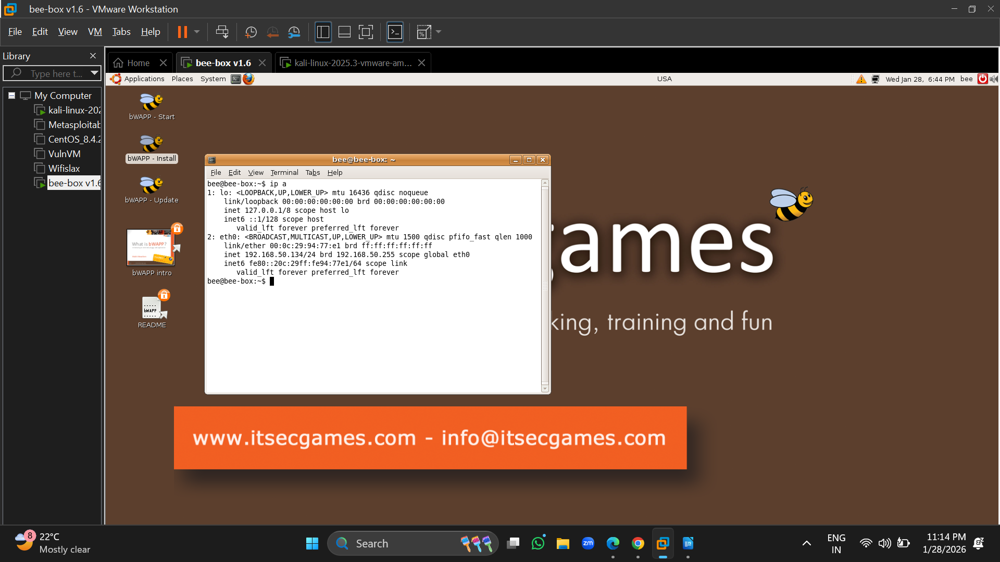 bee-box v1.6 - VMware Workstation
File Edit View VM Tabs Help
Library
Type here t...
My Computer
kali-linux-202
Metasploitab
CentOS_8.4.2
VulnVM
Wifislax
bee-box v1.6
Home
bee-box v1.6
kali-linux-2025.3-vmware-am...
Applications Places System
USA
Wed Jan 28, 6:44 PM bee
bWAPP - Start
bWAPP - Install
bWAPP - Update
What is bWAPP?
bWAPP intro
bWAPP
README
bee@bee-box: ~
File Edit View Terminal Tabs Help
bee@bee-box:~$ ip a
1: lo: <LOOPBACK,UP,LOWER_UP> mtu 16436 qdisc noqueue
link/loopback 00:00:00:00:00:00 brd 00:00:00:00:00:00
inet 127.0.0.1/8 scope host lo
inet6 ::1/128 scope host
valid_lft forever preferred_lft forever
2: eth0: <BROADCAST,MULTICAST,UP,LOWER_UP> mtu 1500 qdisc pfifo_fast qlen 1000
link/ether 00:0c:29:94:77:e1 brd ff:ff:ff:ff:ff:ff
inet 192.168.50.134/24 brd 192.168.50.255 scope global eth0
inet6 fe80::20c:29ff:fe94:77e1/64 scope link
valid_lft forever preferred_lft forever
bee@bee-box:~$
games
king, training and fun
www.itsecgames.com - info@itsecgames.com
8
22°C
Mostly clear
Search
zm
ENG
IN
11:14 PM
1/28/2026